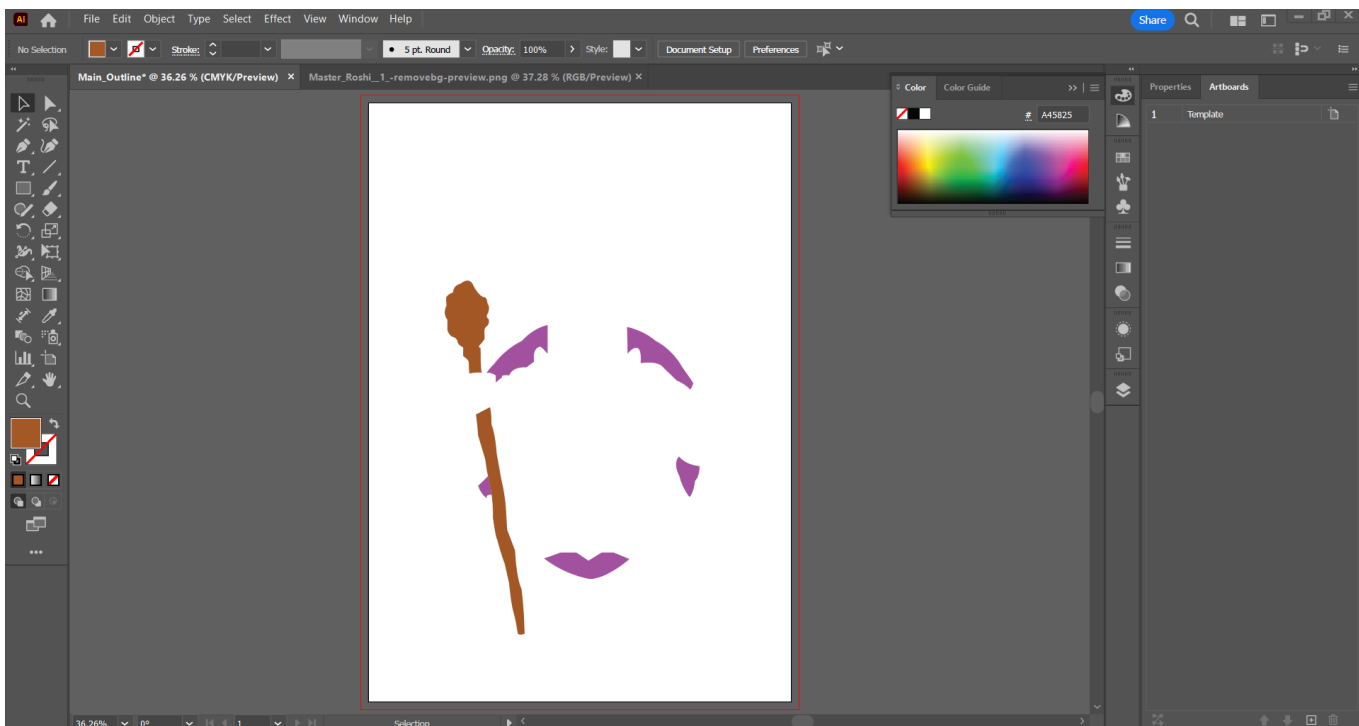 Ai File Edit Object Type Select Effect View Window Help Share
No Selection Stroke: 5 pt. Round Opacity: 100% Style: Document Setup Preferences
Main_Outline* @ 36.26 % (CMYK/Preview) × Master_Roshi__1_-removebg-preview.png @ 37.28 % (RGB/Preview) ×
Color Color Guide
Properties Artboards
# A45825
1 Template
36.26% 0° 1 Selection